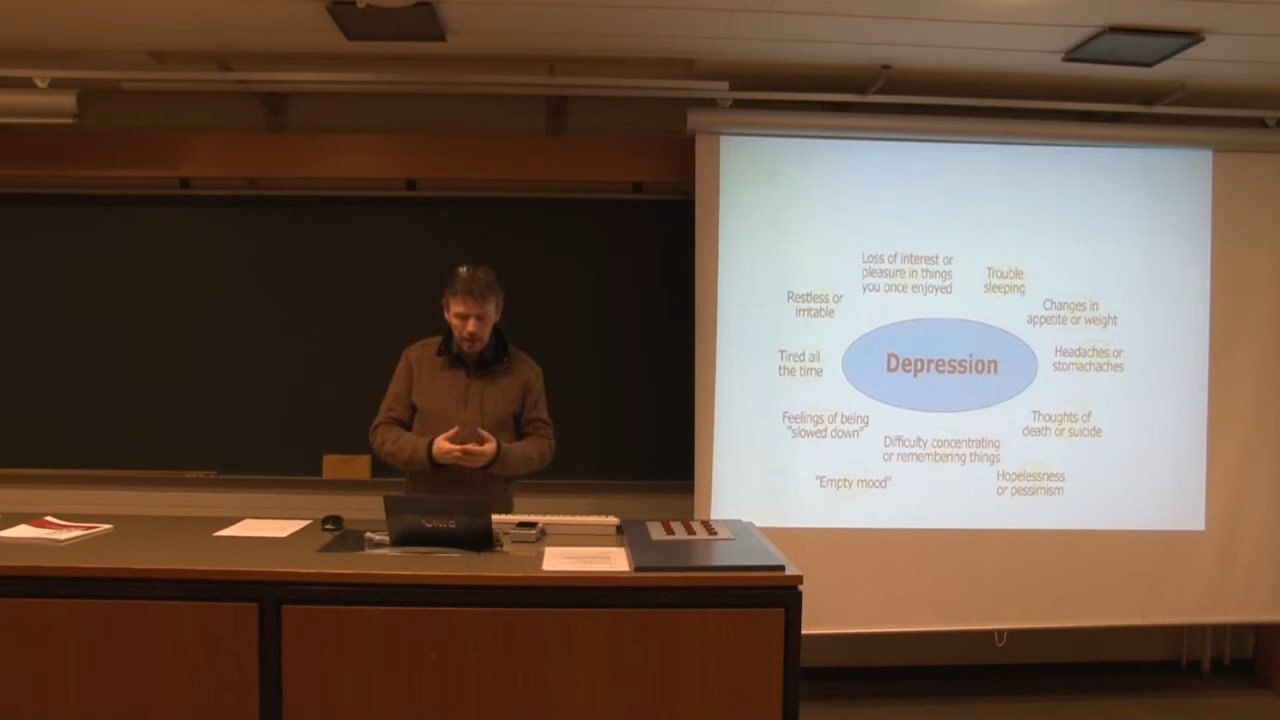 Loss of interest or
pleasure in things
you once enjoyed
Trouble
sleeping
Restless or
irritable
Changes in
appetite or weight
Tired all
the time
Depression
Headaches or
stomachaches
Feelings of being
"slowed down"
Thoughts of
death or suicide
Difficulty concentrating
or remembering things
"Empty mood"
Hopelessness
or pessimism